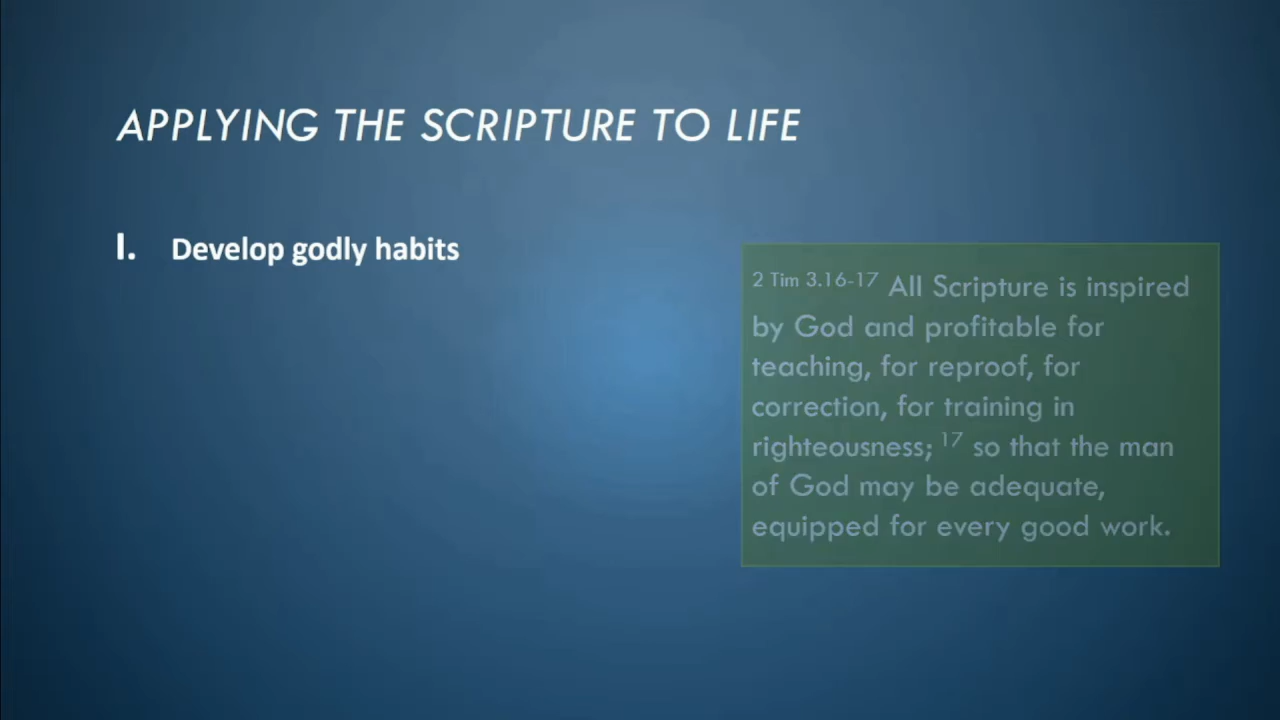 APPLYING THE SCRIPTURE TO LIFE
I. Develop godly habits
2 Tim 3.16-17 All Scripture is inspired
by God and profitable for
teaching, for reproof, for
correction, for training in
righteousness; 17 so that the man
of God may be adequate,
equipped for every good work.